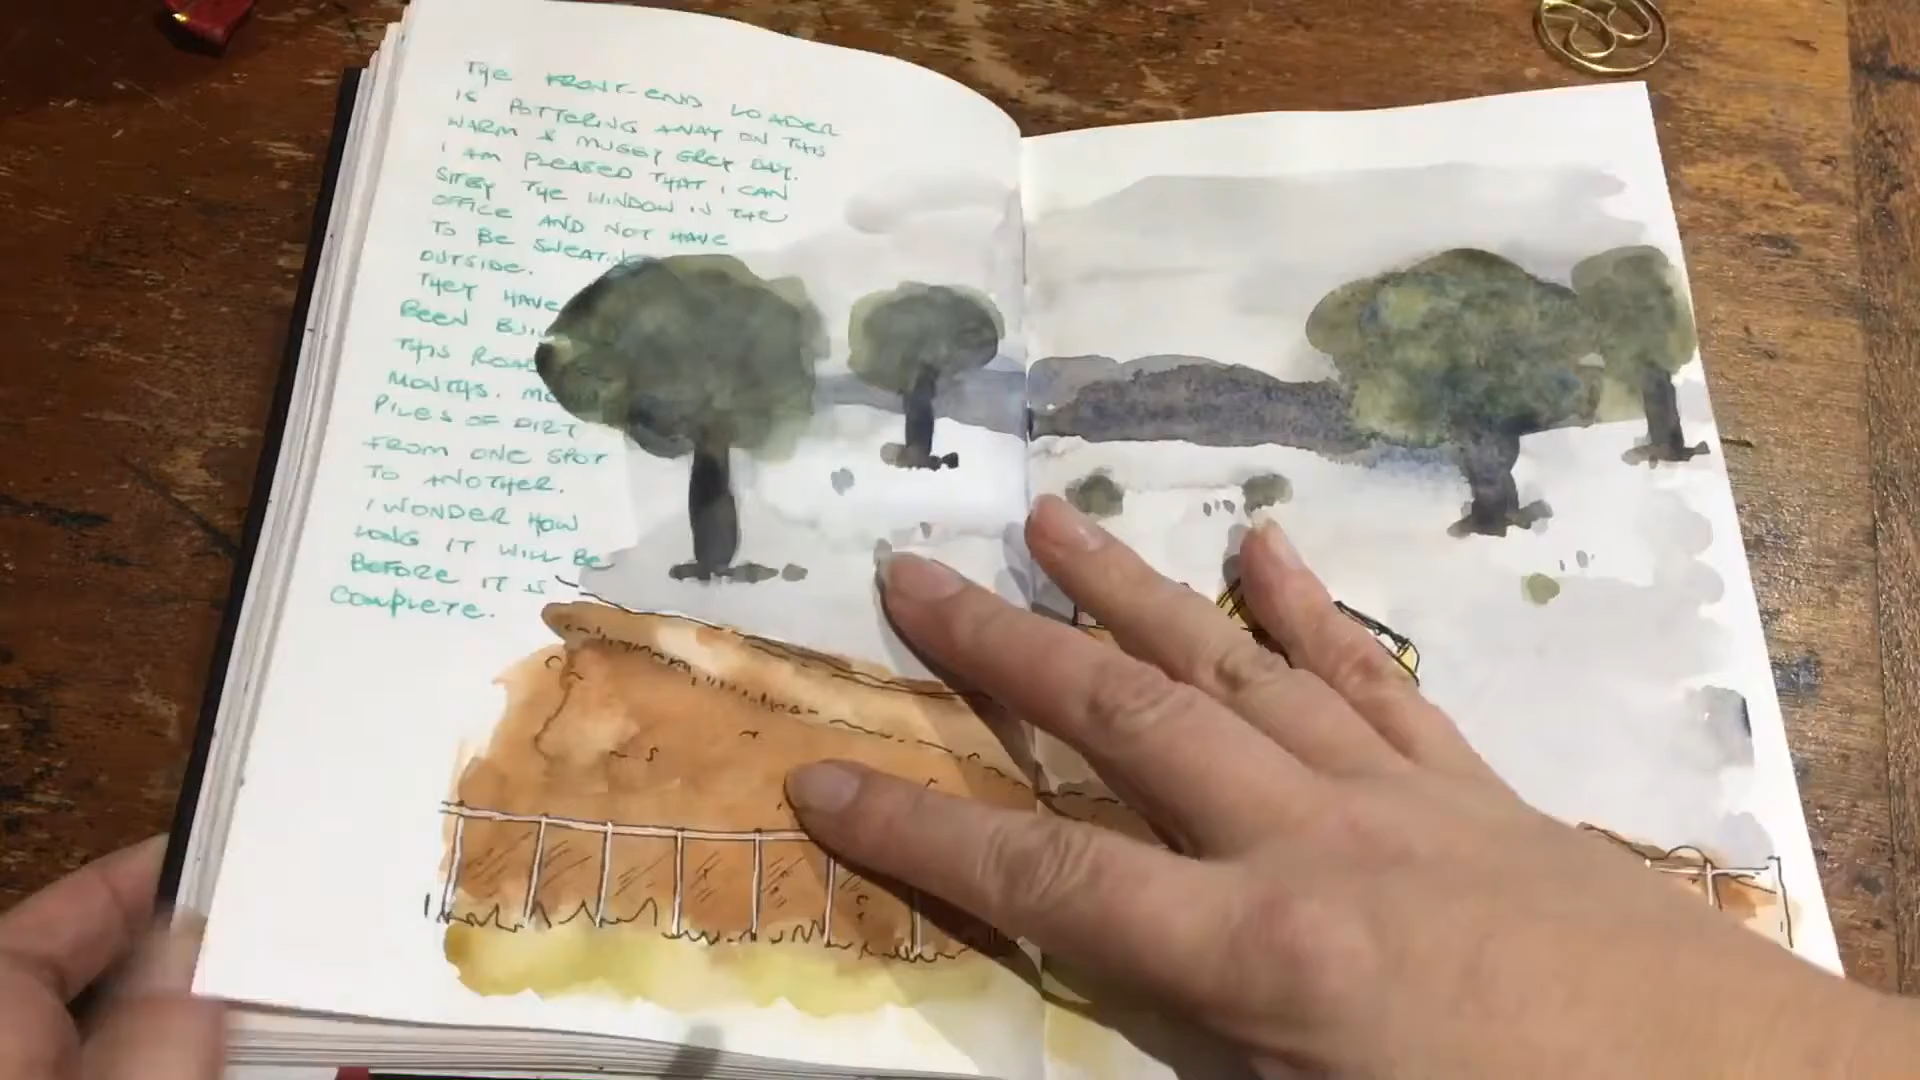 THE FRONT-END LOADER
IS POTTERING AWAY ON THIS
WARM & MUGGY GREY DAY.
I AM PLEASED THAT I CAN
SIT BY THE WINDOW IN THE
OFFICE AND NOT HAVE
TO BE SWEATING
OUTSIDE.
THEY HAVE
BEEN
THIS ROAD
MONTHS.
PILES OF DIRT
FROM ONE SPOT
TO ANOTHER.
I WONDER HOW
LONG IT WILL BE
BEFORE IT IS
COMPLETE.